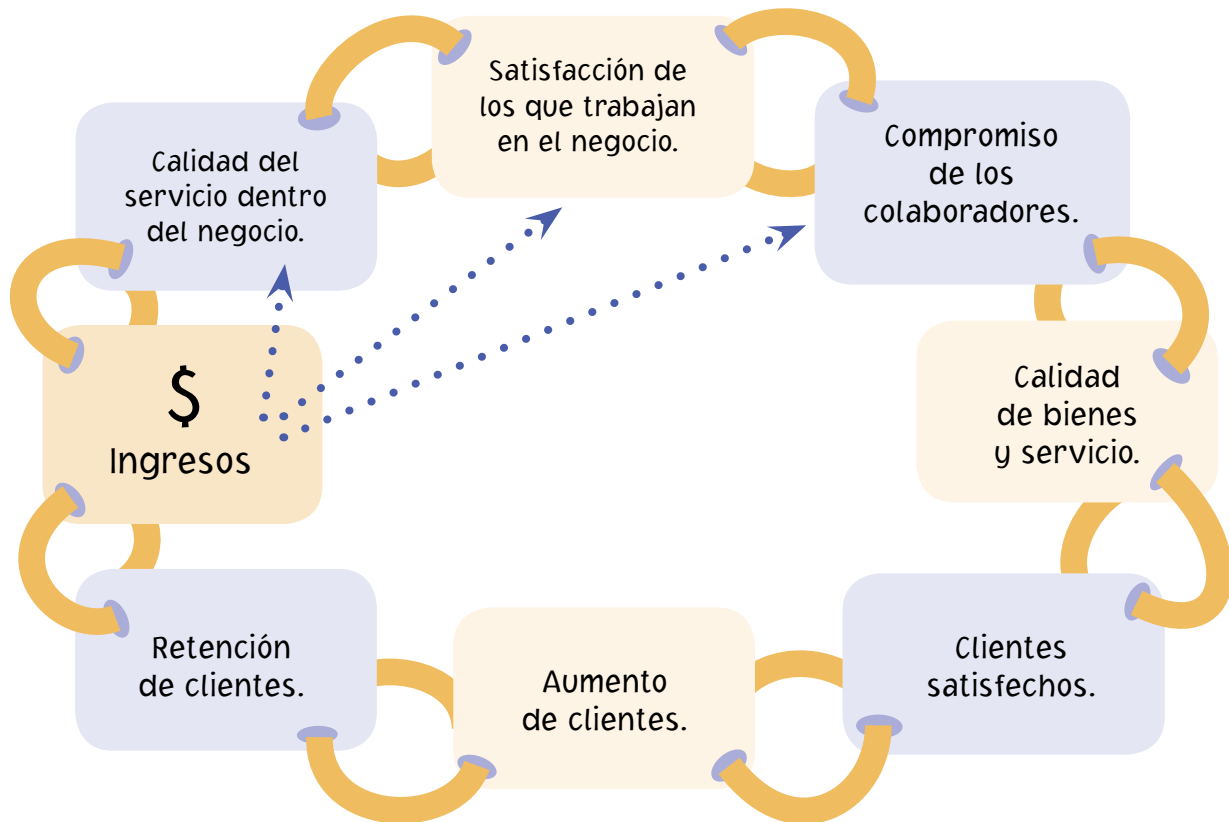 Satisfacción de
los que trabajan
en el negocio.
Compromiso
de los
colaboradores.
Calidad del
servicio dentro
del negocio.
Calidad
de bienes
y servicio.
$
Ingresos
Retención
de clientes.
Aumento
de clientes.
Clientes
satisfechos.